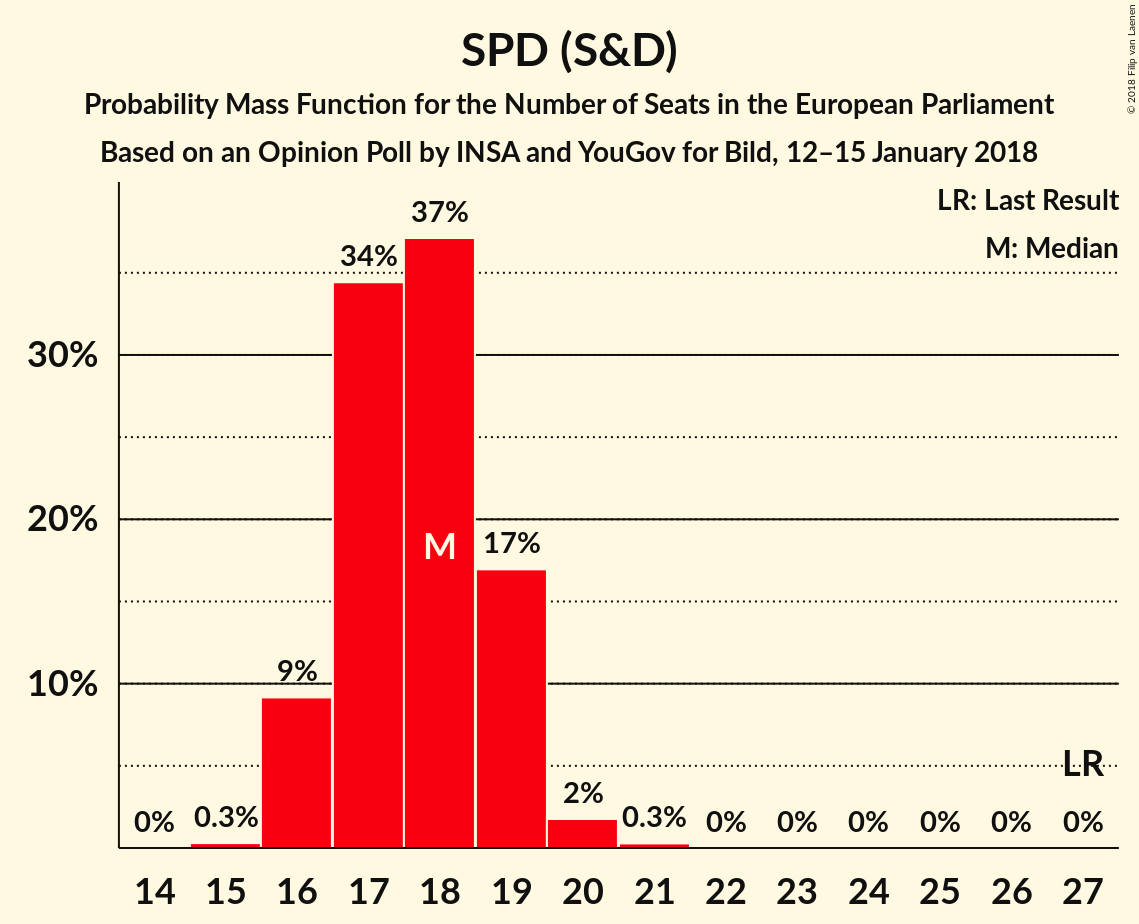 SPD (S&D)
Probability Mass Function for the Number of Seats in the European Parliament
Based on an Opinion Poll by INSA and YouGov for Bild, 12–15 January 2018
© 2018 Filip van Laenen
LR: Last Result
M: Median
37%
34%
30%
20%
M
17%
10%
9%
LR
0%
0.3%
2%
0.3%
0%
0%
0%
0%
0%
0%
14 15 16 17 18 19 20 21 22 23 24 25 26 27